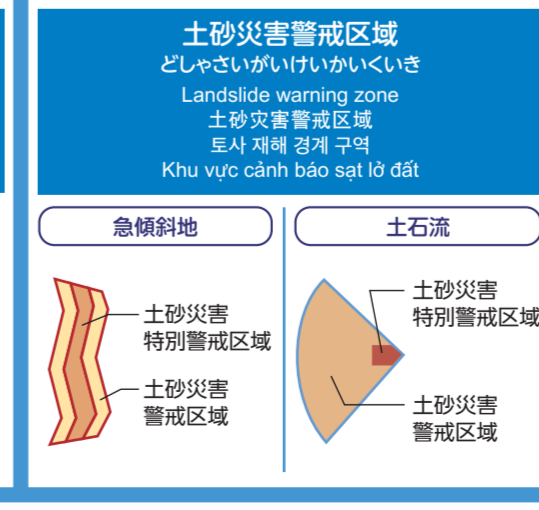 土砂災害警戒区域
どしゃさいがいけいかいくいき
Landslide warning zone
土砂灾害警戒区域
토사 재해 경계 구역
Khu vực cảnh báo sạt lở đất
急傾斜地
土砂災害
特別警戒区域
土砂災害
警戒区域
土石流
土砂災害
特別警戒区域
土砂災害
警戒区域